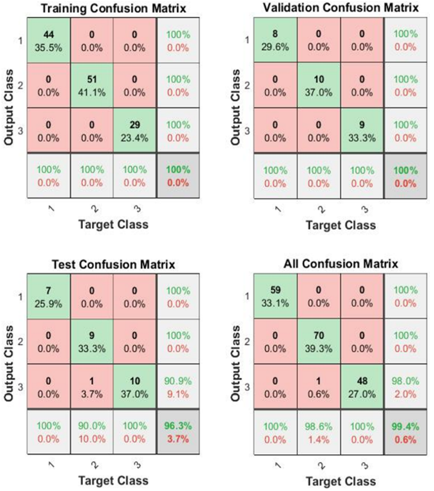 Training Confusion Matrix
Output Class
1 44 0 0 100%
35.5% 0.0% 0.0% 0.0%
2 0 51 0 100%
0.0% 41.1% 0.0% 0.0%
3 0 0 29 100%
0.0% 0.0% 23.4% 0.0%
100% 100% 100% 100%
0.0% 0.0% 0.0% 0.0%
1 2 3
Target Class
Validation Confusion Matrix
Output Class
1 8 0 0 100%
29.6% 0.0% 0.0% 0.0%
2 0 10 0 100%
0.0% 37.0% 0.0% 0.0%
3 0 0 9 100%
0.0% 0.0% 33.3% 0.0%
100% 100% 100% 100%
0.0% 0.0% 0.0% 0.0%
1 2 3
Target Class
Test Confusion Matrix
Output Class
1 7 0 0 100%
25.9% 0.0% 0.0% 0.0%
2 0 9 0 100%
0.0% 33.3% 0.0% 0.0%
3 0 1 10 90.9%
0.0% 3.7% 37.0% 9.1%
100% 90.0% 100% 96.3%
0.0% 10.0% 0.0% 3.7%
1 2 3
Target Class
All Confusion Matrix
Output Class
1 59 0 0 100%
33.1% 0.0% 0.0% 0.0%
2 0 70 0 100%
0.0% 39.3% 0.0% 0.0%
3 0 1 48 98.0%
0.0% 0.6% 27.0% 2.0%
100% 98.6% 100% 99.4%
0.0% 1.4% 0.0% 0.6%
1 2 3
Target Class